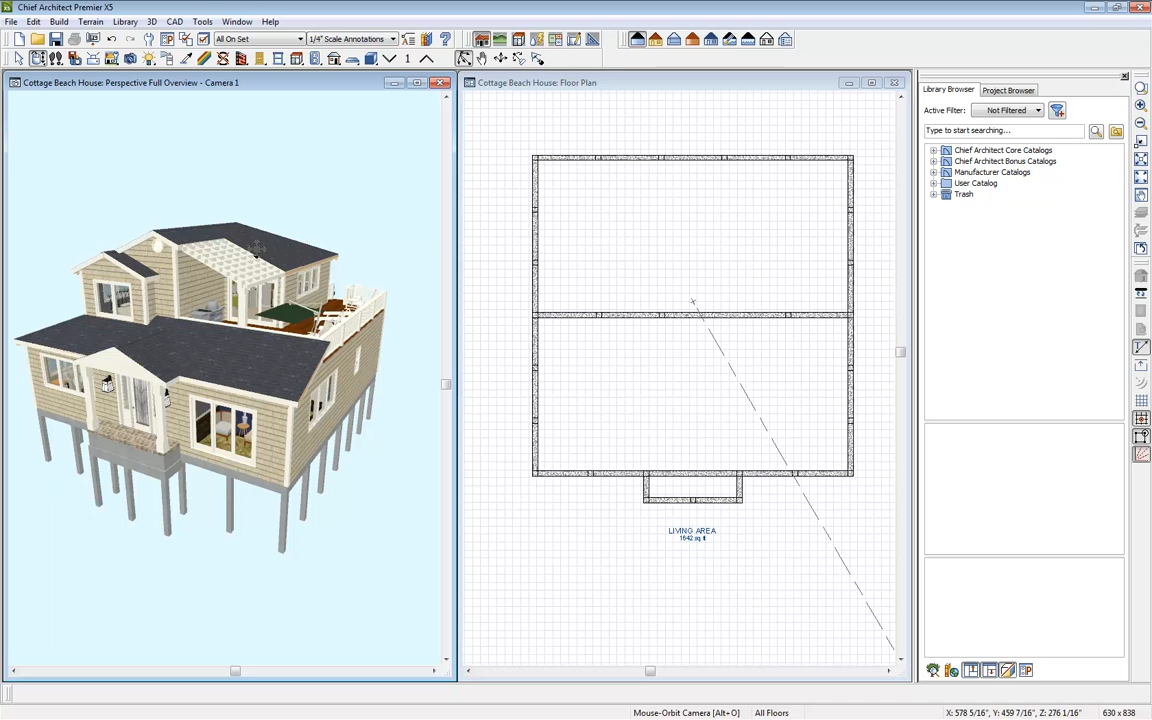 Chief Architect Premier X5
File Edit Build Terrain Library 3D CAD Tools Window Help
All On Set 1/4" Scale Annotations
1
Cottage Beach House: Perspective Full Overview - Camera 1
Cottage Beach House: Floor Plan
Library Browser Project Browser
Active Filter: Not Filtered
Type to start searching...
Chief Architect Core Catalogs
Chief Architect Bonus Catalogs
Manufacturer Catalogs
User Catalog
Trash
LIVING AREA
1642 sq ft
Mouse-Orbit Camera [Alt+O] All Floors X: 578 5/16", Y: 459 7/16", Z: 276 1/16" 630 x 838